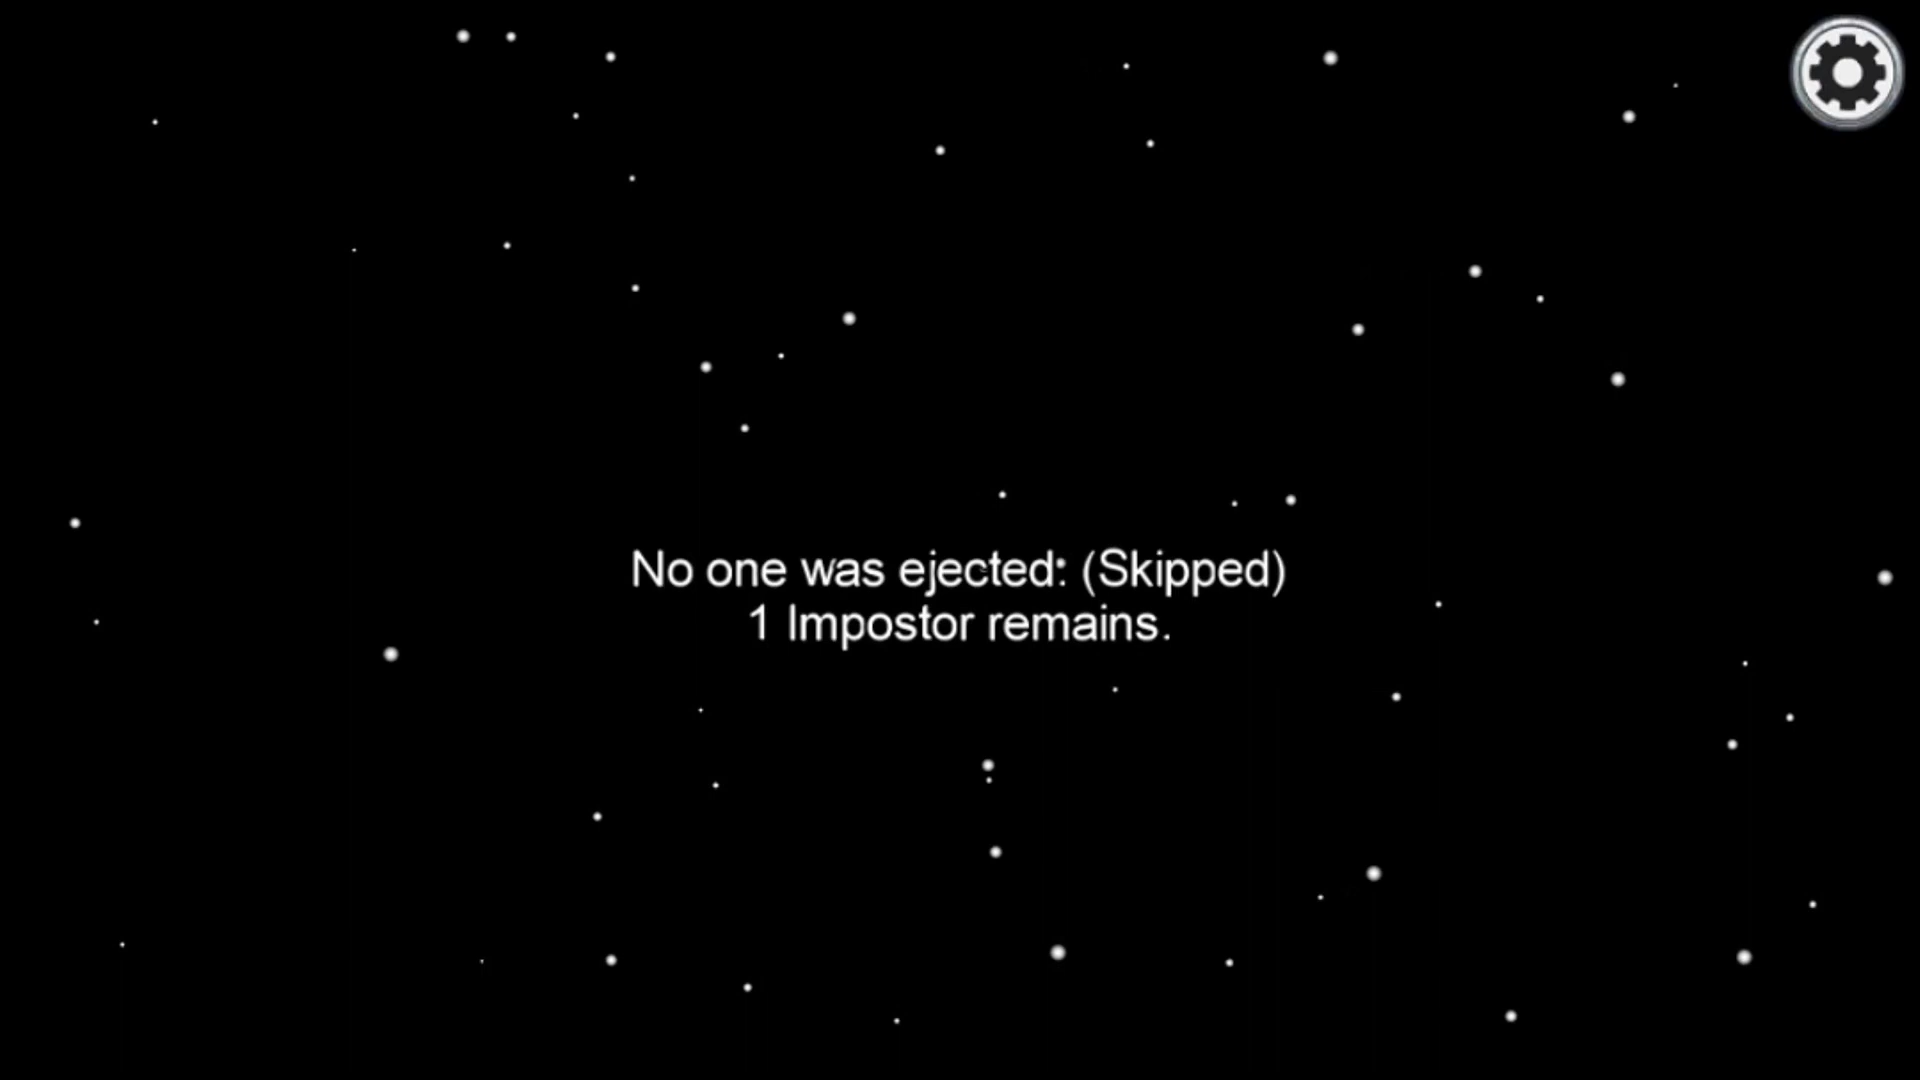 No one was ejected: (Skipped)
1 Impostor remains.